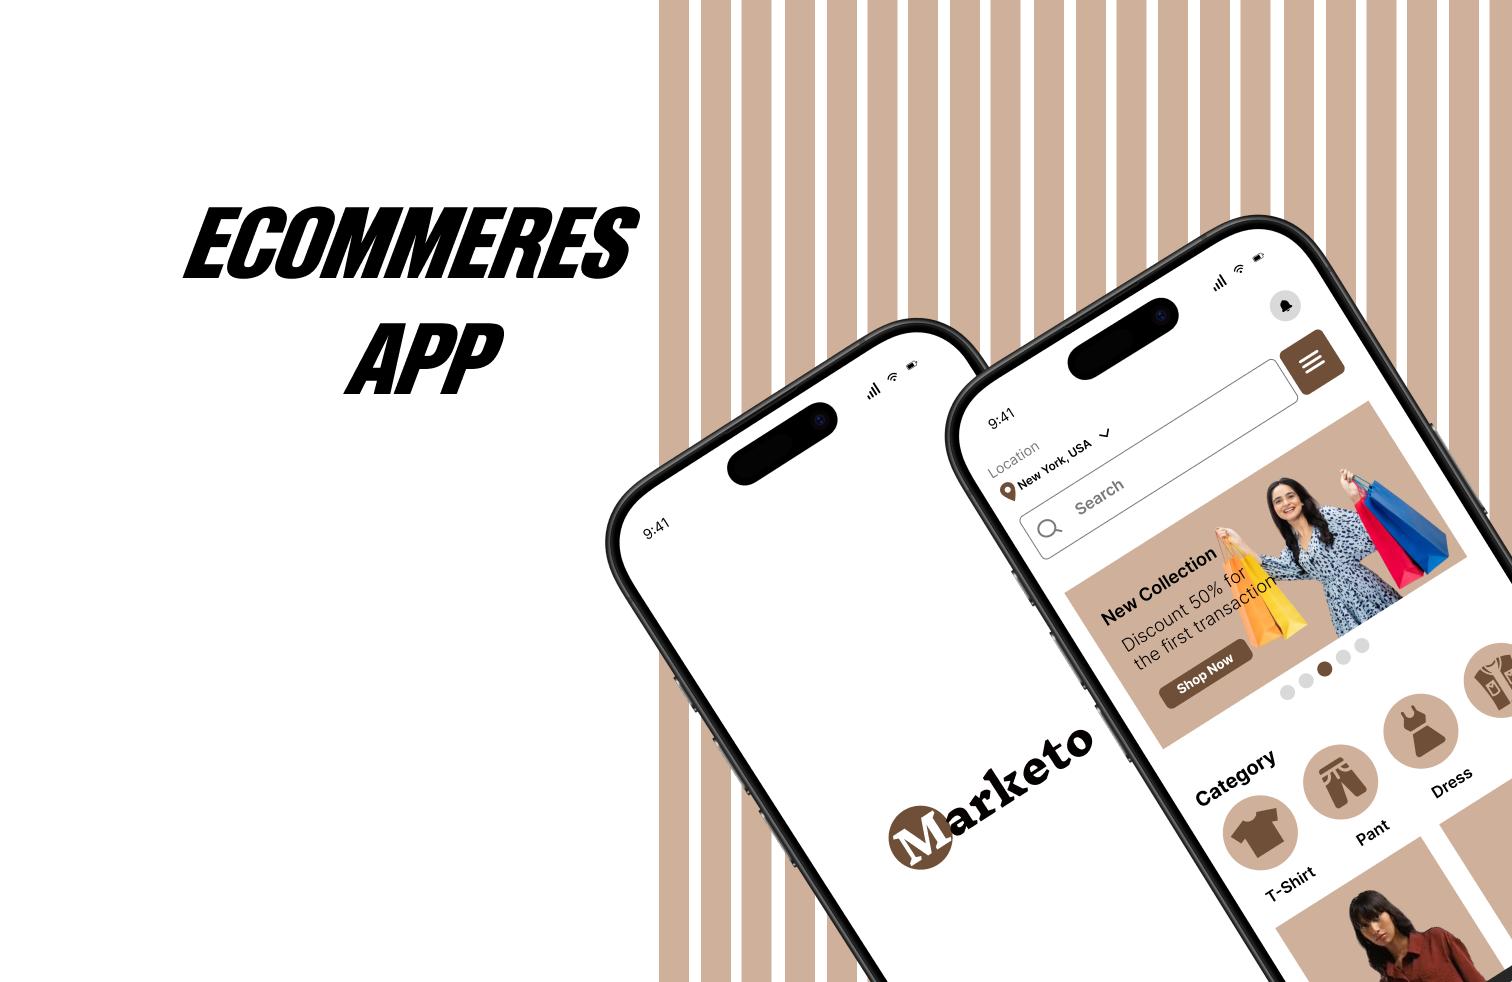 ECOMMERES
APP
9:41
Marketo
9:41
Location
New York, USA
Search
New Collection
Discount 50% for
the first transaction
Shop Now
Category
T-Shirt
Pant
Dress